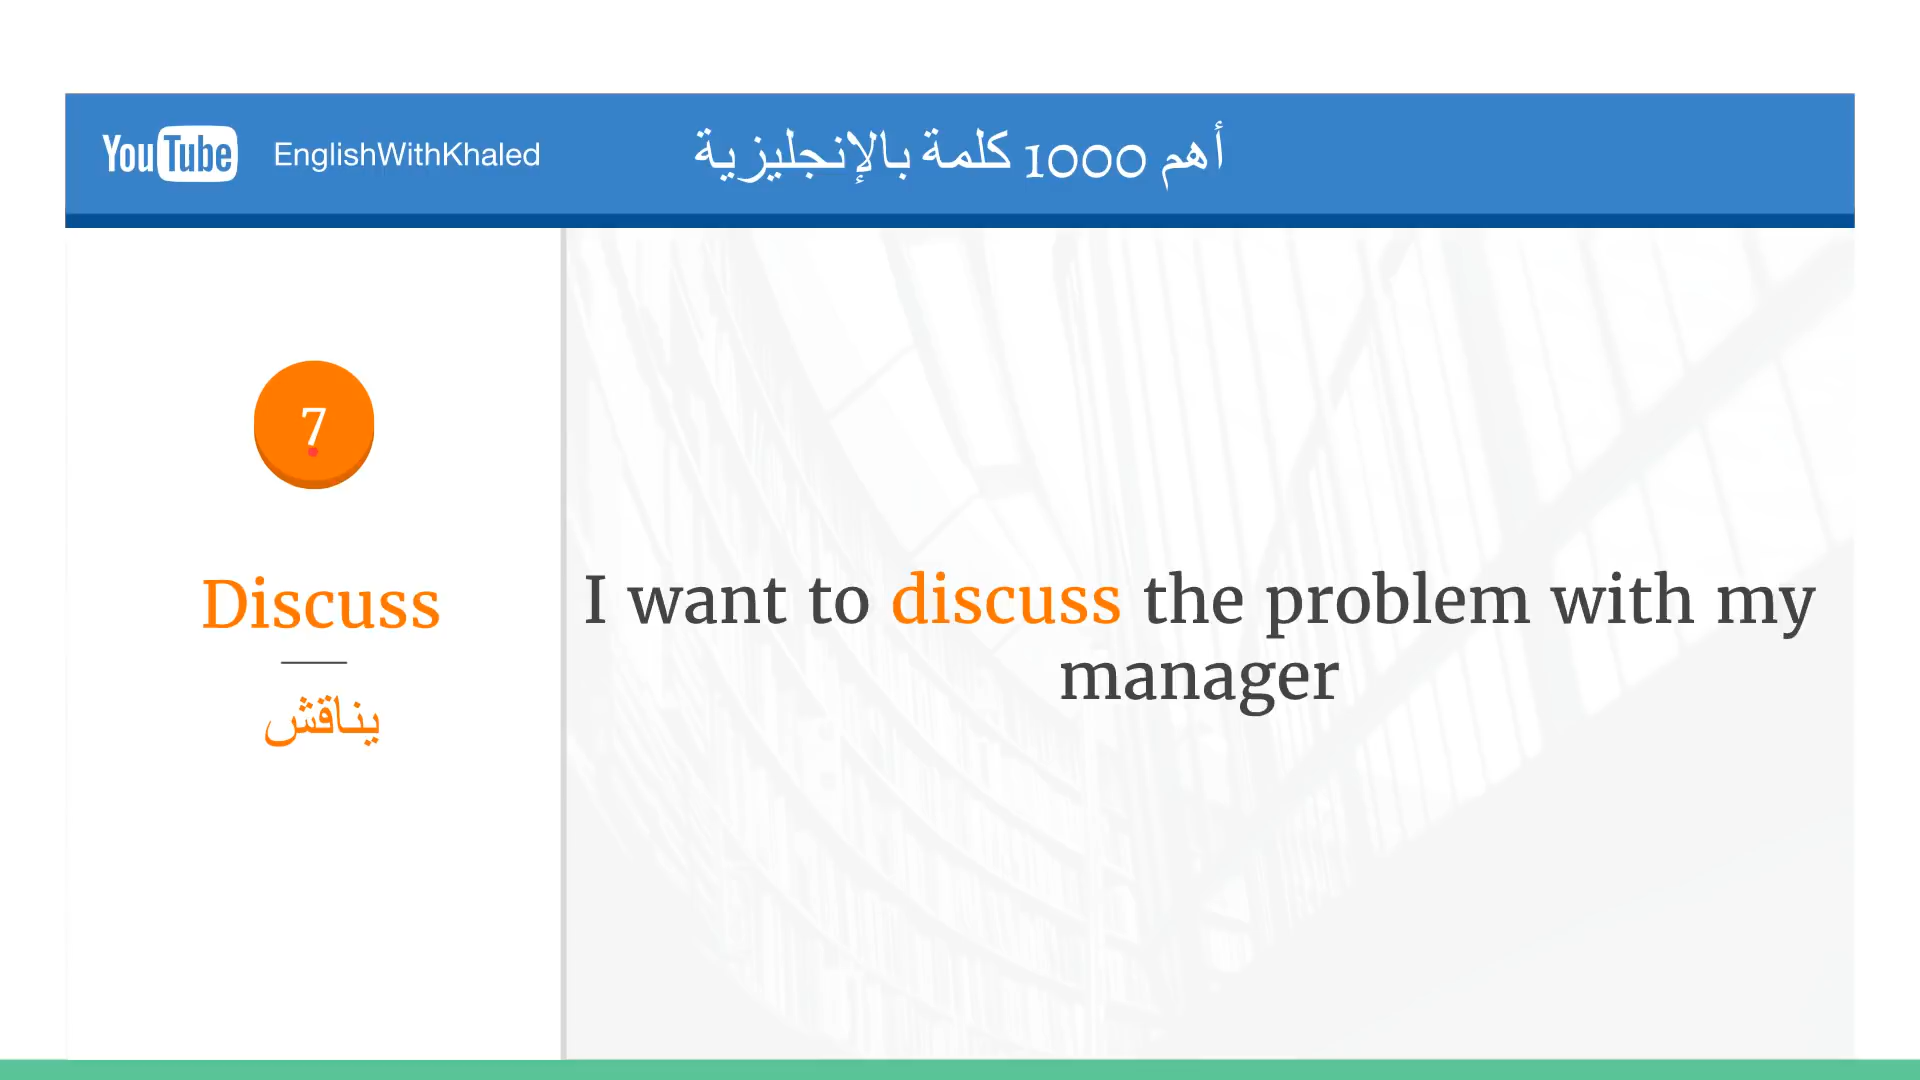 YouTube EnglishWithKhaled
أهم 1000 كلمة بالإنجليزية
7
Discuss
يناقش
I want to discuss the problem with my
manager